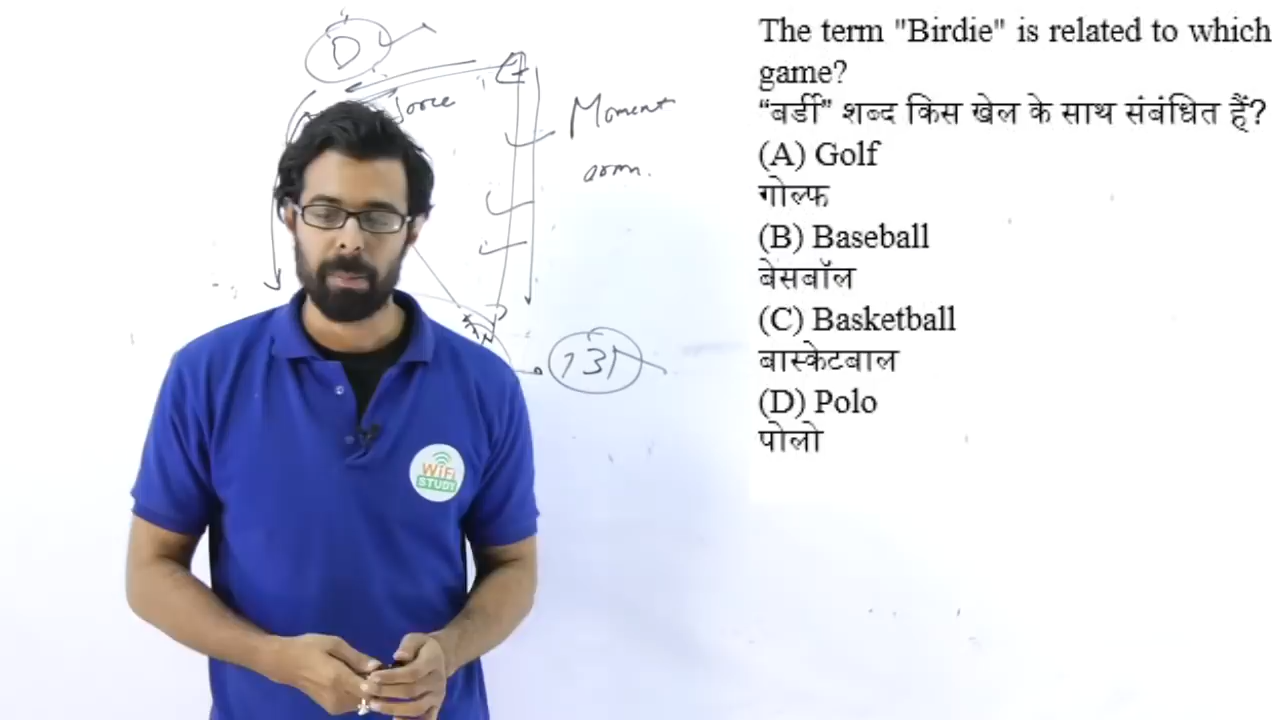 D
force
Moment
arm.
131
WiFi
STUDY
The term "Birdie" is related to which
game?
“बर्डी” शब्द किस खेल के साथ संबंधित हैं?
(A) Golf
गोल्फ
(B) Baseball
बेसबॉल
(C) Basketball
बास्केटबाल
(D) Polo
पोलो